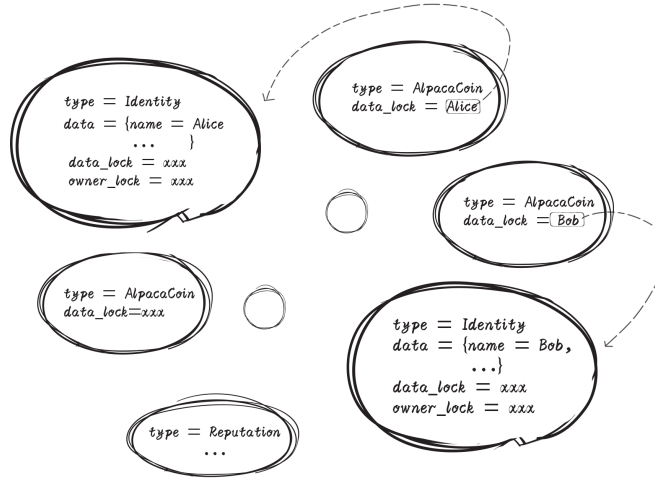 type = Identity
data = {name = Alice
... }
data_lock = xxx
owner_lock = xxx
type = AlpacaCoin
data_lock = Alice
type = AlpacaCoin
data_lock = Bob
type = AlpacaCoin
data_lock=xxx
type = Identity
data = {name = Bob,
...}
data_lock = xxx
owner_lock = xxx
type = Reputation
...